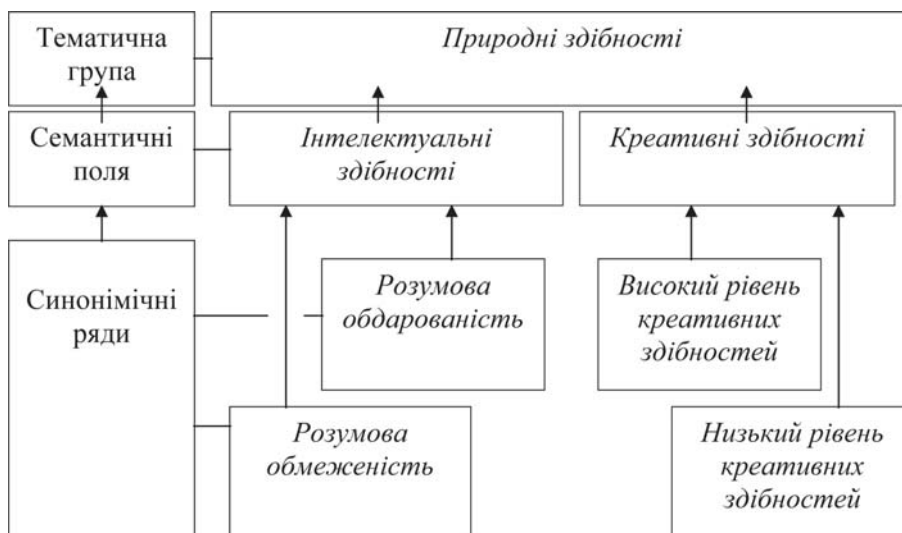 Тематична
група
Природні здібності
Семантичні
поля
Інтелектуальні
здібності
Креативні здібності
Синонімічні
ряди
Розумова
обдарованість
Високий рівень
креативних
здібностей
Розумова
обмеженість
Низький рівень
креативних
здібностей